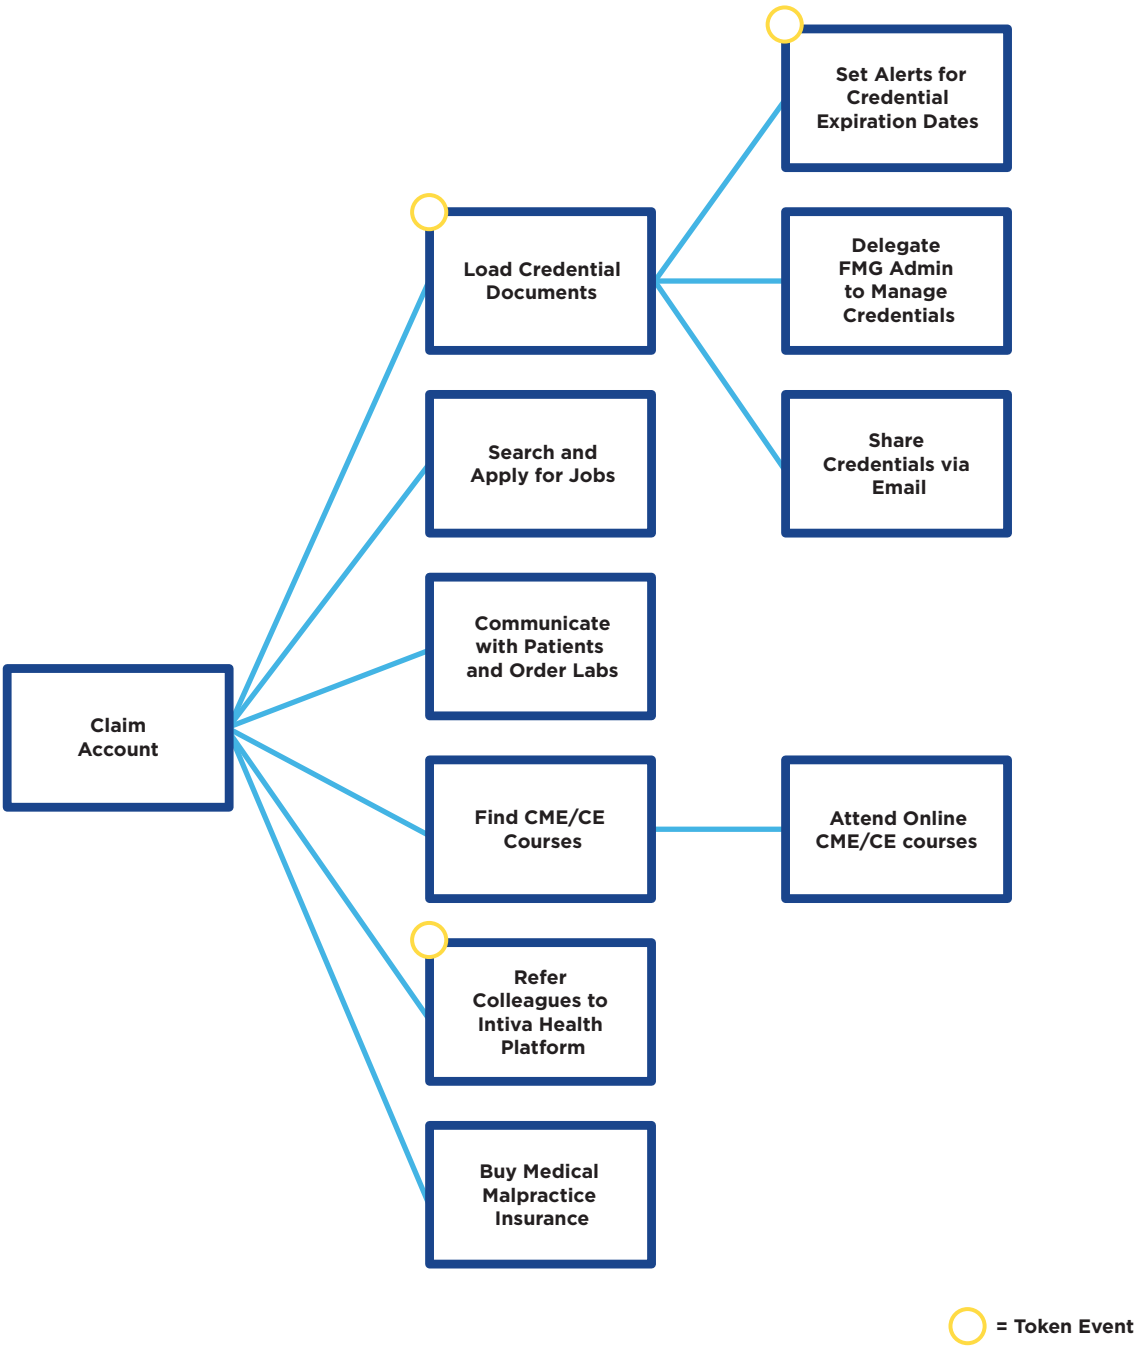 Set Alerts for
Credential
Expiration Dates
Load Credential
Documents
Delegate
FMG Admin
to Manage
Credentials
Search and
Apply for Jobs
Share
Credentials via
Email
Communicate
with Patients
and Order Labs
Claim
Account
Find CME/CE
Courses
Attend Online
CME/CE courses
Refer
Colleagues to
Intiva Health
Platform
Buy Medical
Malpractice
Insurance
= Token Event